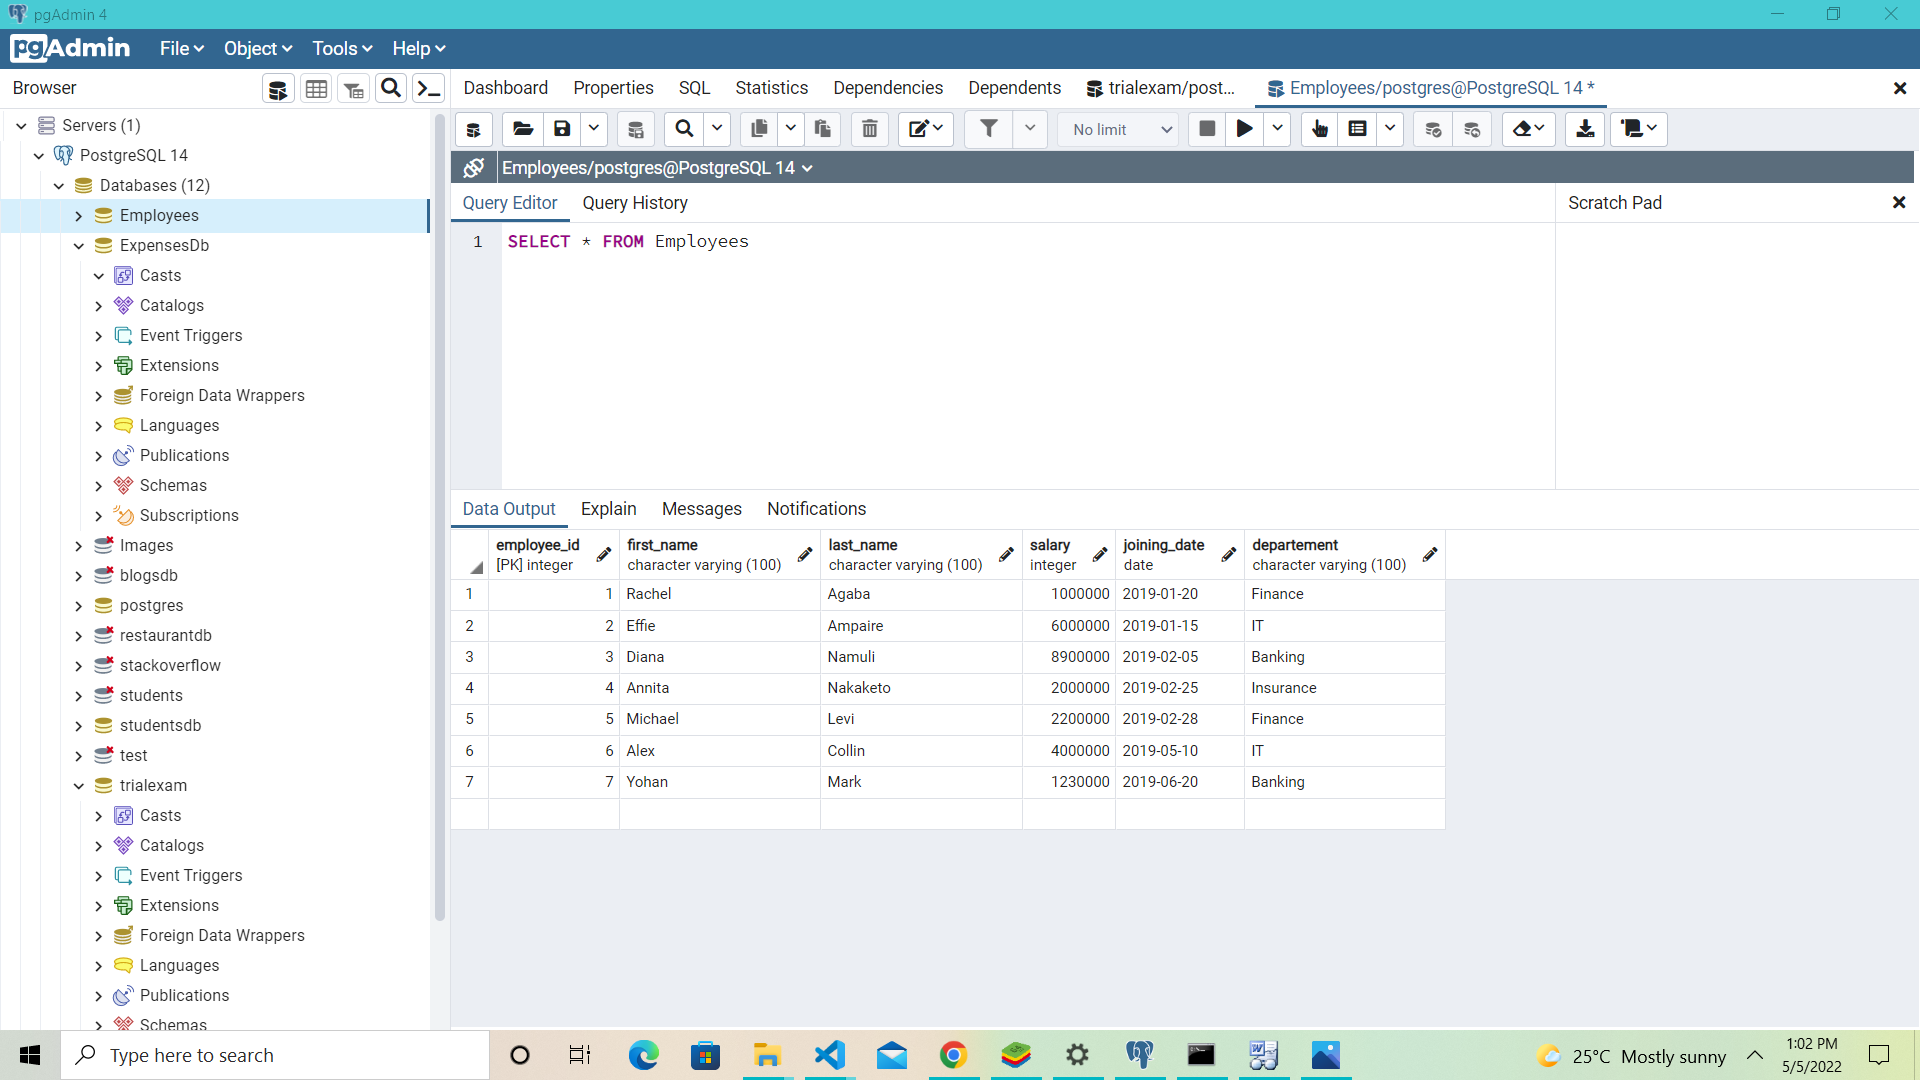 pgAdmin 4
pgAdmin File Object Tools Help
Browser
Dashboard Properties SQL Statistics Dependencies Dependents trialexam/post... Employees/postgres@PostgreSQL 14 *
No limit
Employees/postgres@PostgreSQL 14
Query Editor Query History
Scratch Pad
1 SELECT * FROM Employees
Servers (1)
PostgreSQL 14
Databases (12)
Employees
ExpensesDb
Casts
Catalogs
Event Triggers
Extensions
Foreign Data Wrappers
Languages
Publications
Schemas
Subscriptions
Images
blogsdb
postgres
restaurantdb
stackoverflow
students
studentsdb
test
trialexam
Casts
Catalogs
Event Triggers
Extensions
Foreign Data Wrappers
Languages
Publications
Schemas
Data Output Explain Messages Notifications
employee_id first_name last_name salary joining_date departement
[PK] integer character varying (100) character varying (100) integer date character varying (100)
1 1 Rachel Agaba 1000000 2019-01-20 Finance
2 2 Effie Ampaire 6000000 2019-01-15 IT
3 3 Diana Namuli 8900000 2019-02-05 Banking
4 4 Annita Nakaketo 2000000 2019-02-25 Insurance
5 5 Michael Levi 2200000 2019-02-28 Finance
6 6 Alex Collin 4000000 2019-05-10 IT
7 7 Yohan Mark 1230000 2019-06-20 Banking
Type here to search
25°C Mostly sunny
1:02 PM
5/5/2022